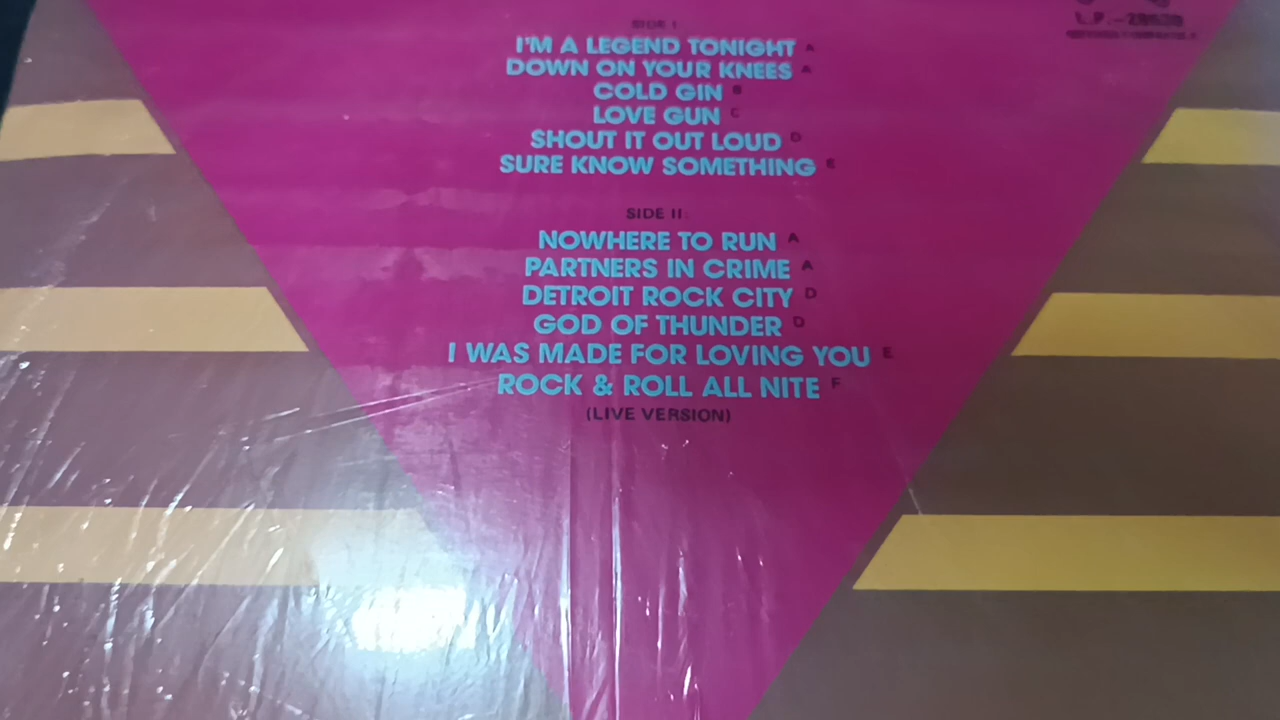 SIDE I
I'M A LEGEND TONIGHT A
DOWN ON YOUR KNEES A
COLD GIN B
LOVE GUN C
SHOUT IT OUT LOUD D
SURE KNOW SOMETHING E
SIDE II:
NOWHERE TO RUN A
PARTNERS IN CRIME A
DETROIT ROCK CITY D
GOD OF THUNDER D
I WAS MADE FOR LOVING YOU E
ROCK & ROLL ALL NITE F
(LIVE VERSION)